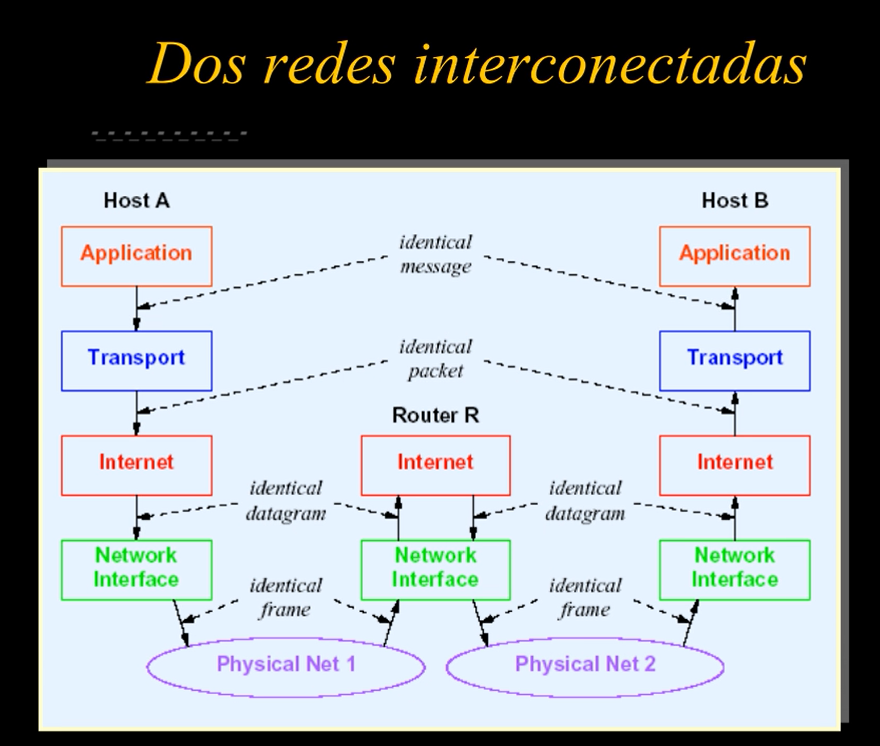 Dos redes interconectadas
Host A
Host B
Application
identical
message
Application
Transport
identical
packet
Transport
Router R
Internet
Internet
Internet
identical
datagram
identical
datagram
Network
Interface
Network
Interface
Network
Interface
identical
frame
identical
frame
Physical Net 1
Physical Net 2